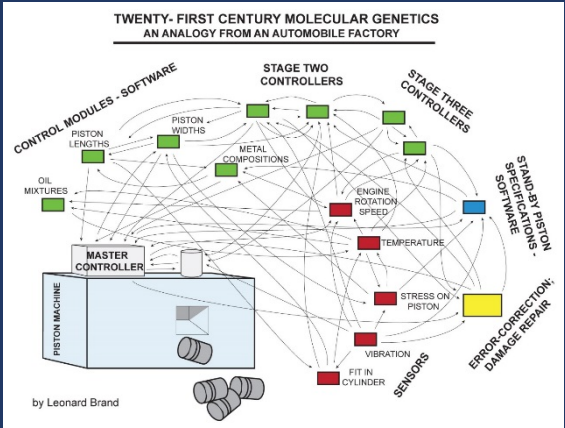 TWENTY- FIRST CENTURY MOLECULAR GENETICS
AN ANALOGY FROM AN AUTOMOBILE FACTORY
CONTROL MODULES - SOFTWARE
STAGE TWO
CONTROLLERS
STAGE THREE
CONTROLLERS
PISTON
WIDTHS
PISTON
LENGTHS
METAL
COMPOSITIONS
OIL
MIXTURES
STAND-BY PISTON
SPECIFICATIONS -
SOFTWARE
ENGINE
ROTATION
SPEED
TEMPERATURE
MASTER
CONTROLLER
PISTON MACHINE
STRESS ON
PISTON
ERROR-CORRECTION;
DAMAGE REPAIR
VIBRATION
SENSORS
FIT IN
CYLINDER
by Leonard Brand